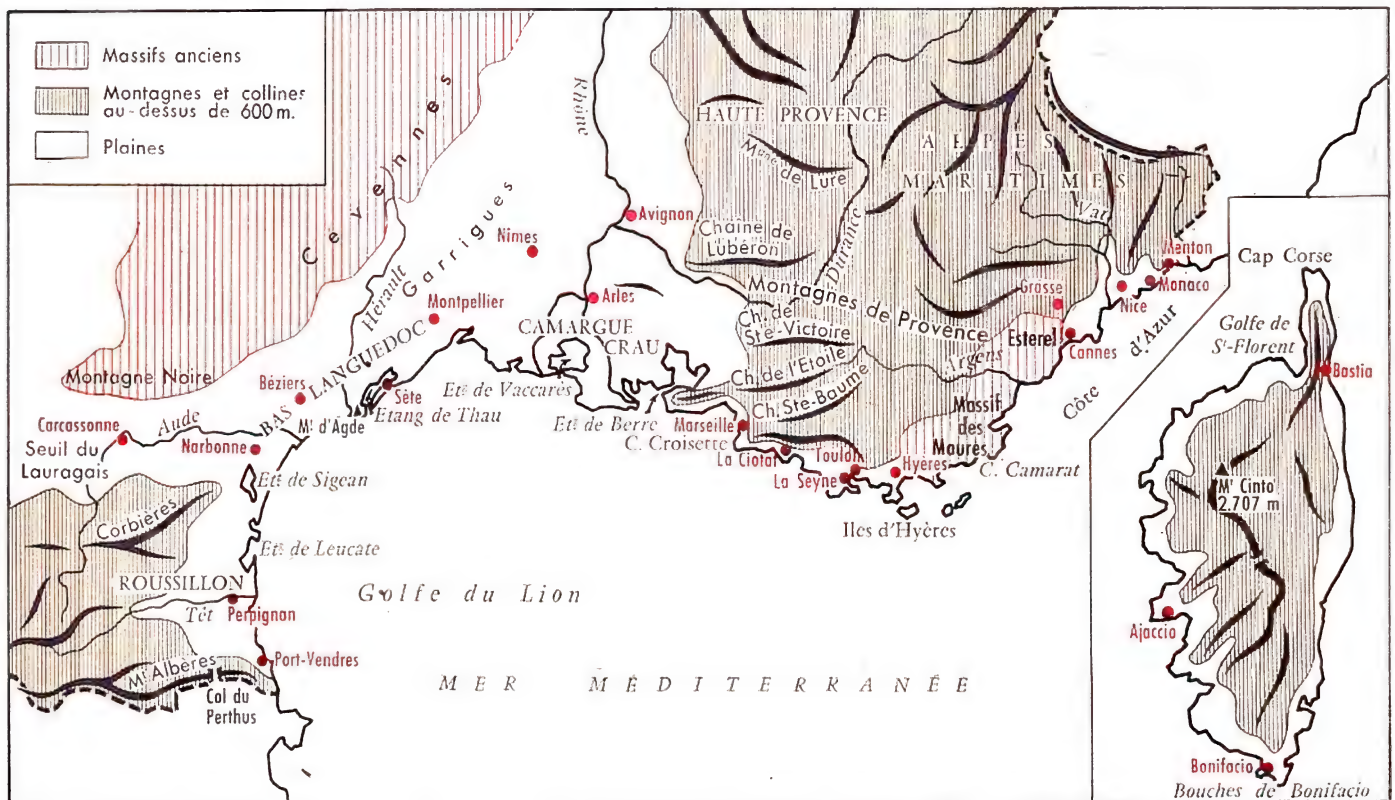 Massifs anciens
Montagnes et collines
au-dessus de 600 m.
Plaines
Cévennes
Rhône
HAUTE PROVENCE
Mgne de Lure
ALPES
MARITIMES
Var
Avignon
Chaîne de
Lubéron
Durance
Menton
Monaco
Nice
Grasse
Cannes
Esterel
Côte
d'Azur
Garrigues
Nîmes
Hérault
Montpellier
Arles
Montagnes de Provence
Ch. de
Ste-Victoire
CAMARGUE
CRAU
Argens
Ch. de l'Etoile
Ch. Ste-Baume
Montagne Noire
Béziers
BAS LANGUEDOC
Sète
Etg de Vaccarès
Etang de Thau
Mt d'Agde
Etg de Berre
Marseille
C. Croisette
Massif
des
Maures
La Ciotat
Toulon
Hyères
C. Camarat
La Seyne
Iles d'Hyères
Carcassonne
Aude
Narbonne
Seuil du
Lauragais
Etg de Sigean
Corbières
Etg de Leucate
ROUSSILLON
Têt
Perpignan
Golfe du Lion
Mt Albères
Port-Vendres
Col du
Perthus
MER MÉDITERRANÉE
Cap Corse
Golfe de
St-Florent
Bastia
Mt Cinto
2.707 m
Ajaccio
Bonifacio
Bouches de Bonifacio